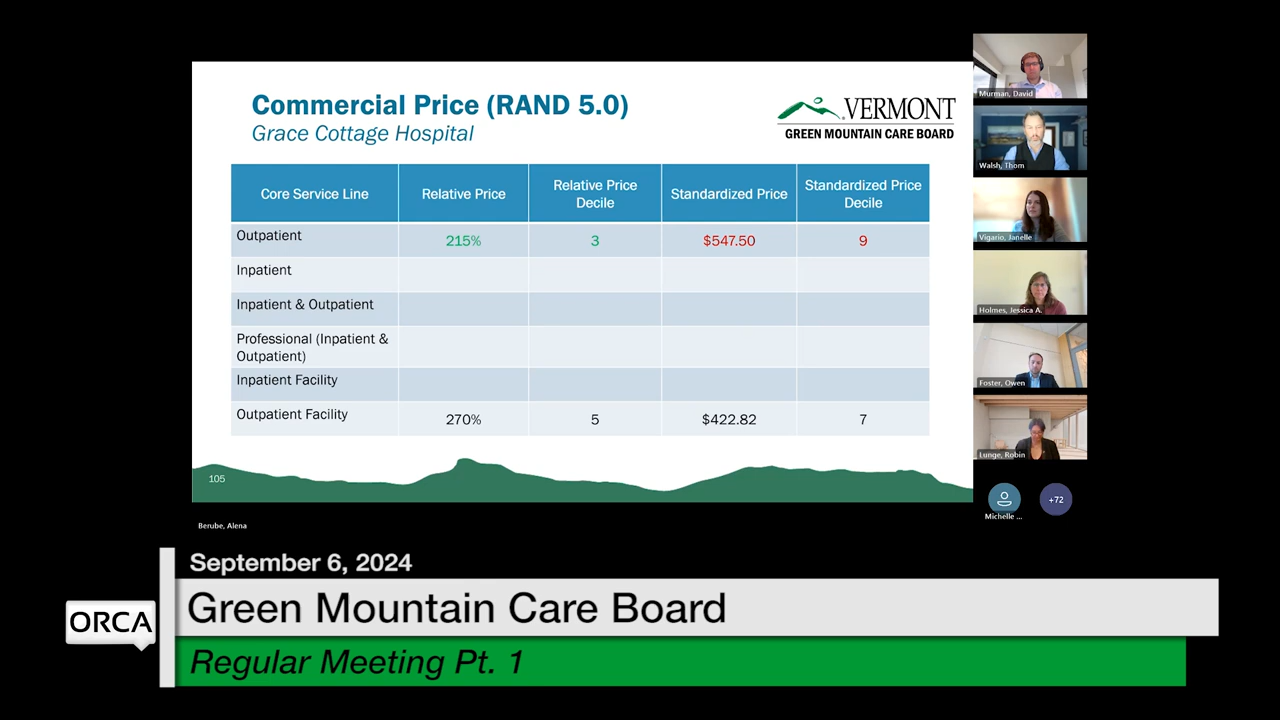 Commercial Price (RAND 5.0)
Grace Cottage Hospital
VERMONT
GREEN MOUNTAIN CARE BOARD
Core Service Line
Relative Price
Relative Price
Decile
Standardized Price
Standardized Price
Decile
Outpatient
215%
3
$547.50
9
Inpatient
Inpatient & Outpatient
Professional (Inpatient &
Outpatient)
Inpatient Facility
Outpatient Facility
270%
5
$422.82
7
105
Murman, David
Walsh, Thom
Vigario, Janelle
Holmes, Jessica A.
Foster, Owen
Lunge, Robin
Michelle ...
+72
Berube, Alena
September 6, 2024
ORCA
Green Mountain Care Board
Regular Meeting Pt. 1